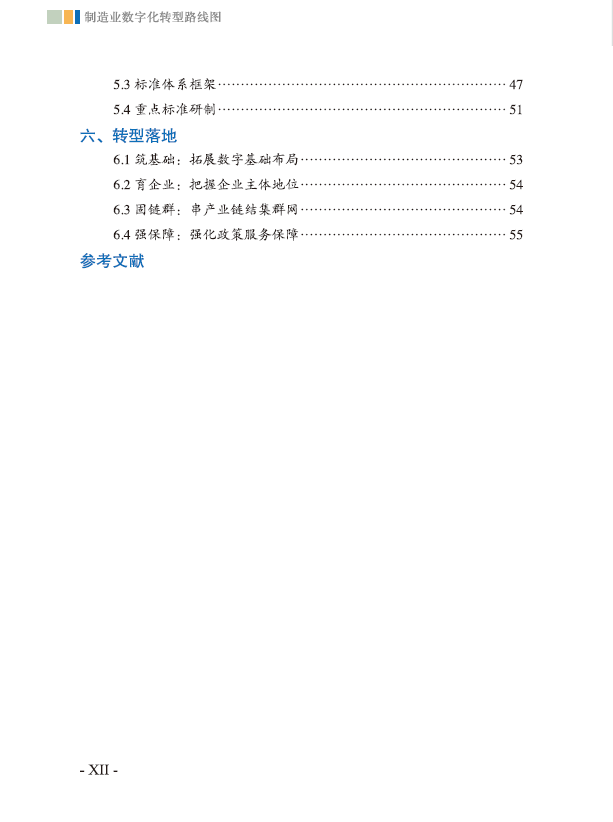 制造业数字化转型路线图
5.3 标准体系框架 ········ 47
5.4 重点标准研制 ········ 51
六、转型落地
6.1 筑基础：拓展数字基础布局 ········ 53
6.2 育企业：把握企业主体地位 ········ 54
6.3 固链群：串产业链结集群网 ········ 54
6.4 强保障：强化政策服务保障 ········ 55
参考文献
- XII -